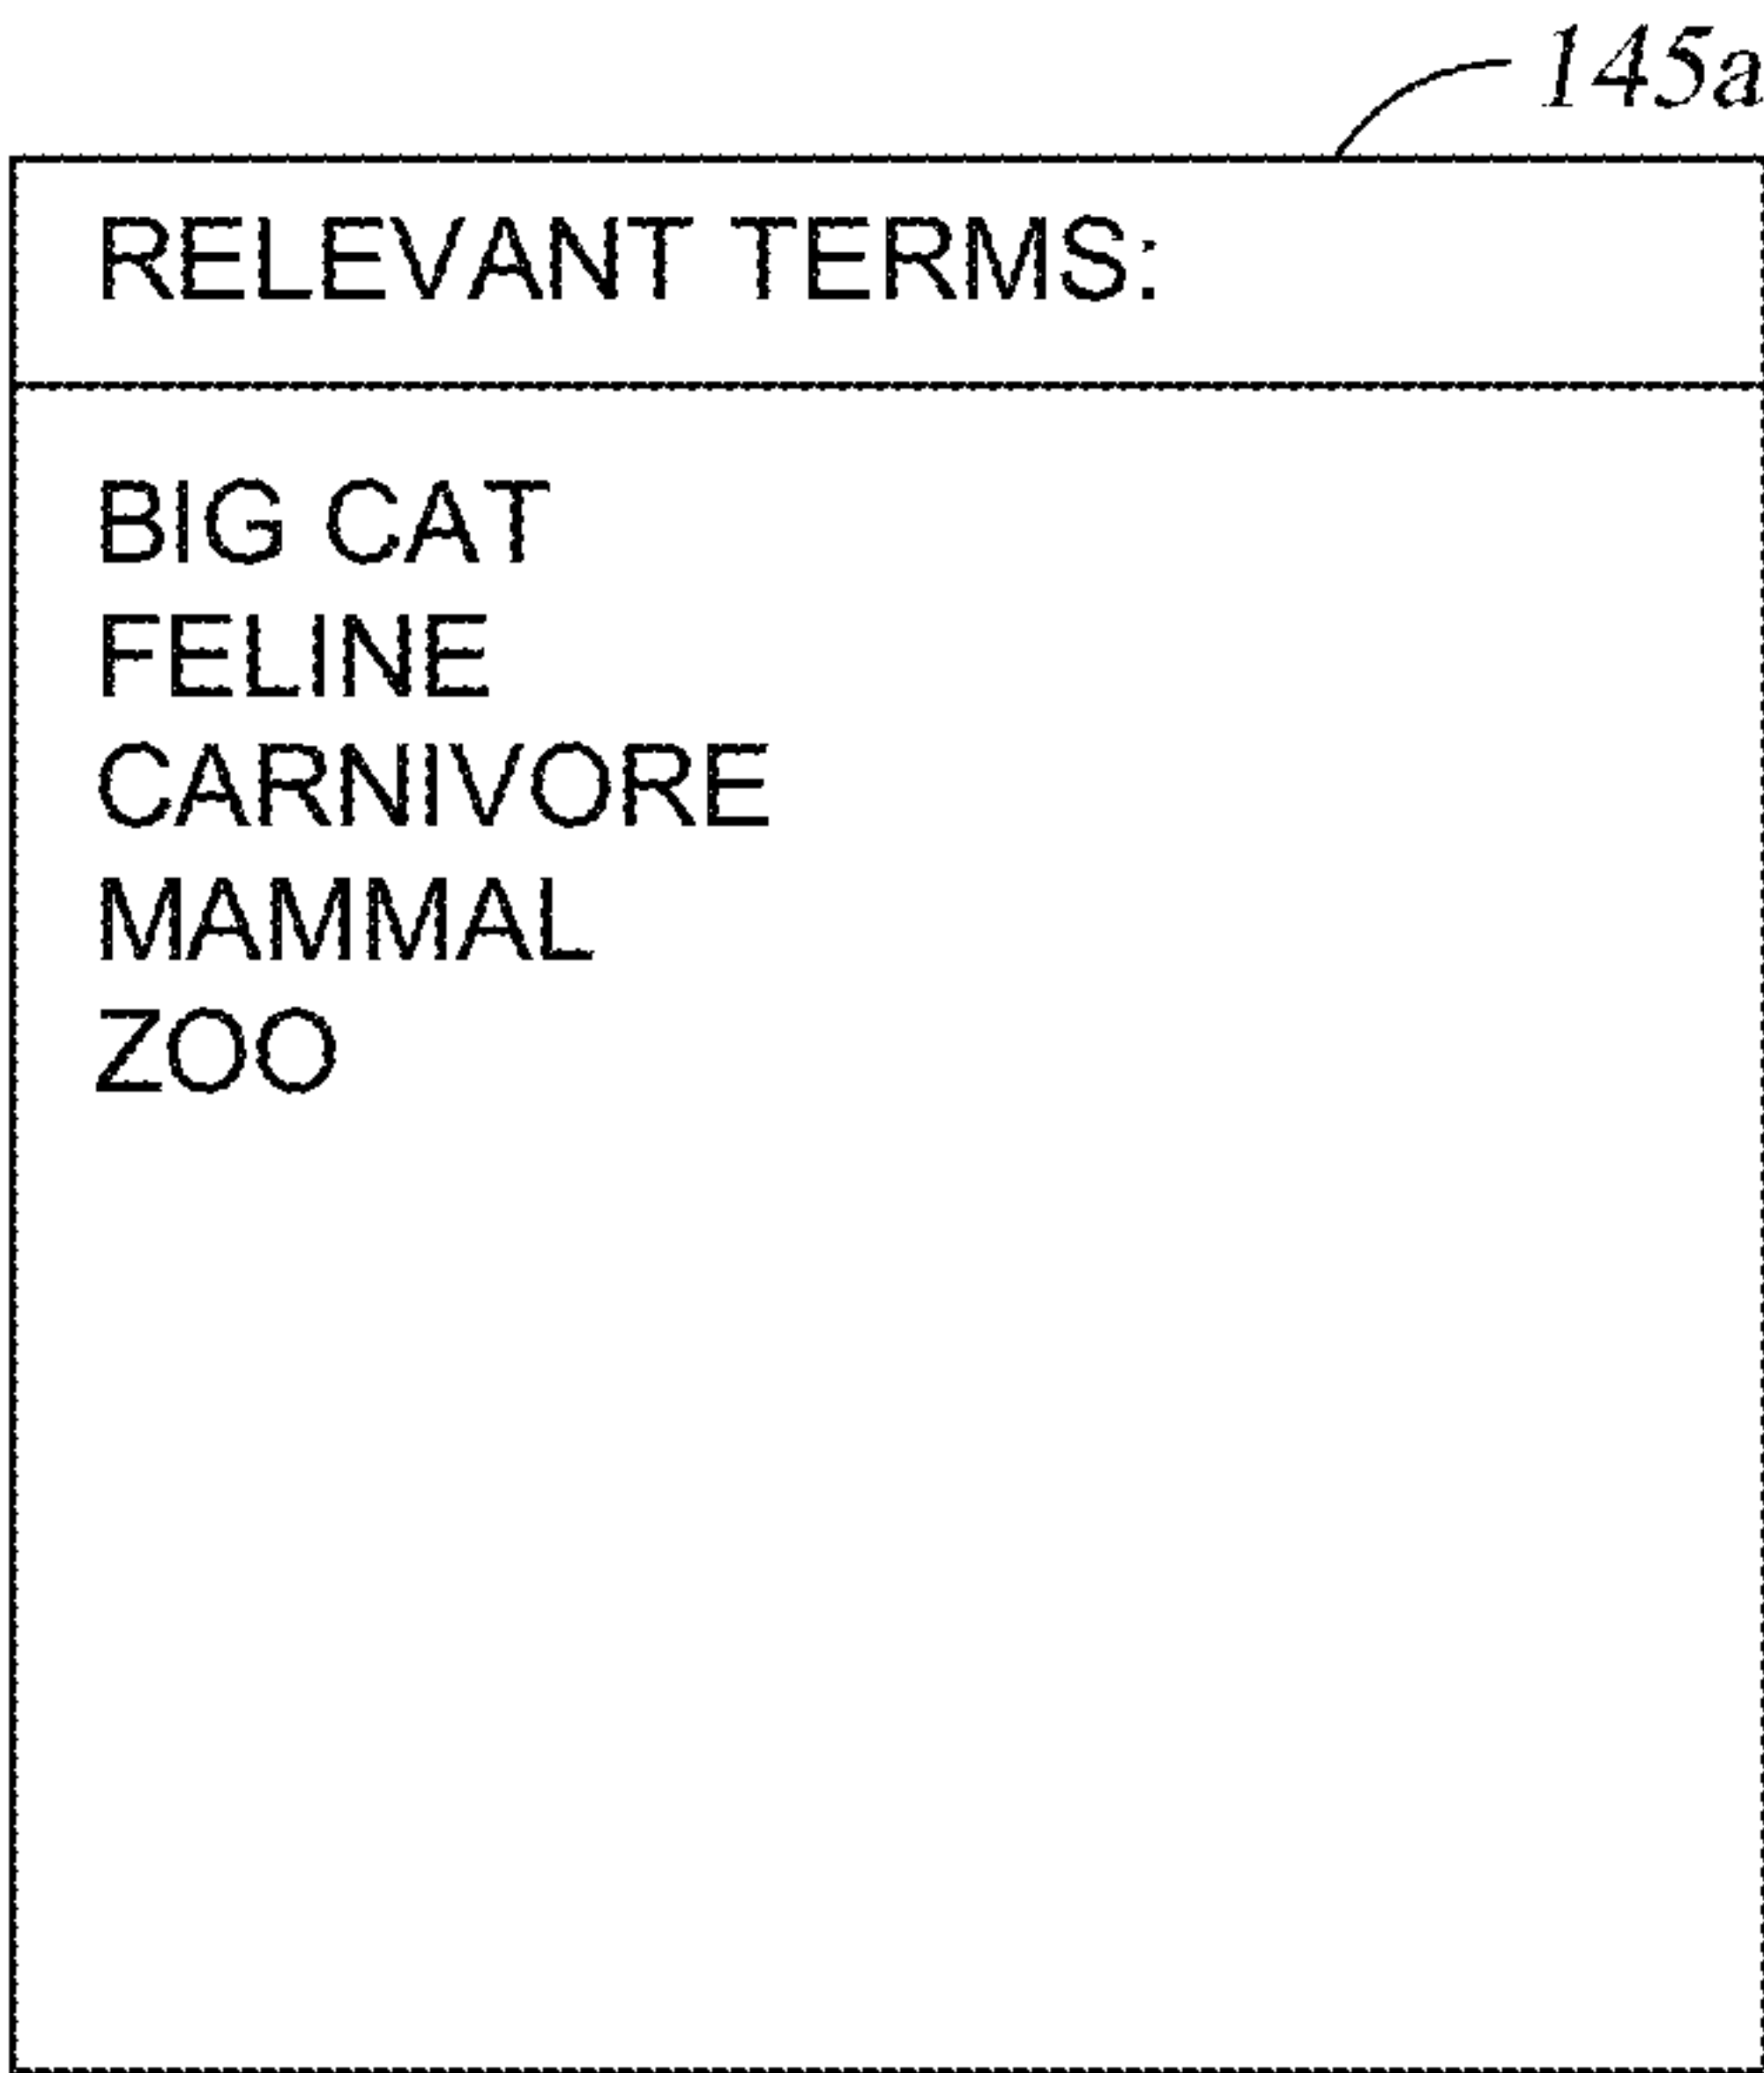 145a
RELEVANT TERMS:
BIG CAT
FELINE
CARNIVORE
MAMMAL
ZOO